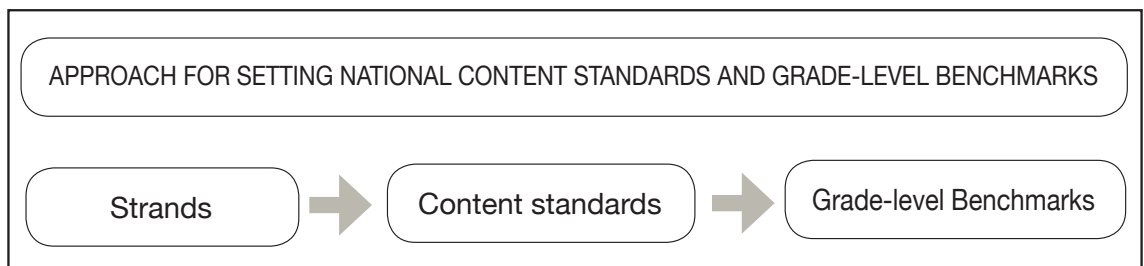 APPROACH FOR SETTING NATIONAL CONTENT STANDARDS AND GRADE-LEVEL BENCHMARKS
Strands
Content standards
Grade-level Benchmarks